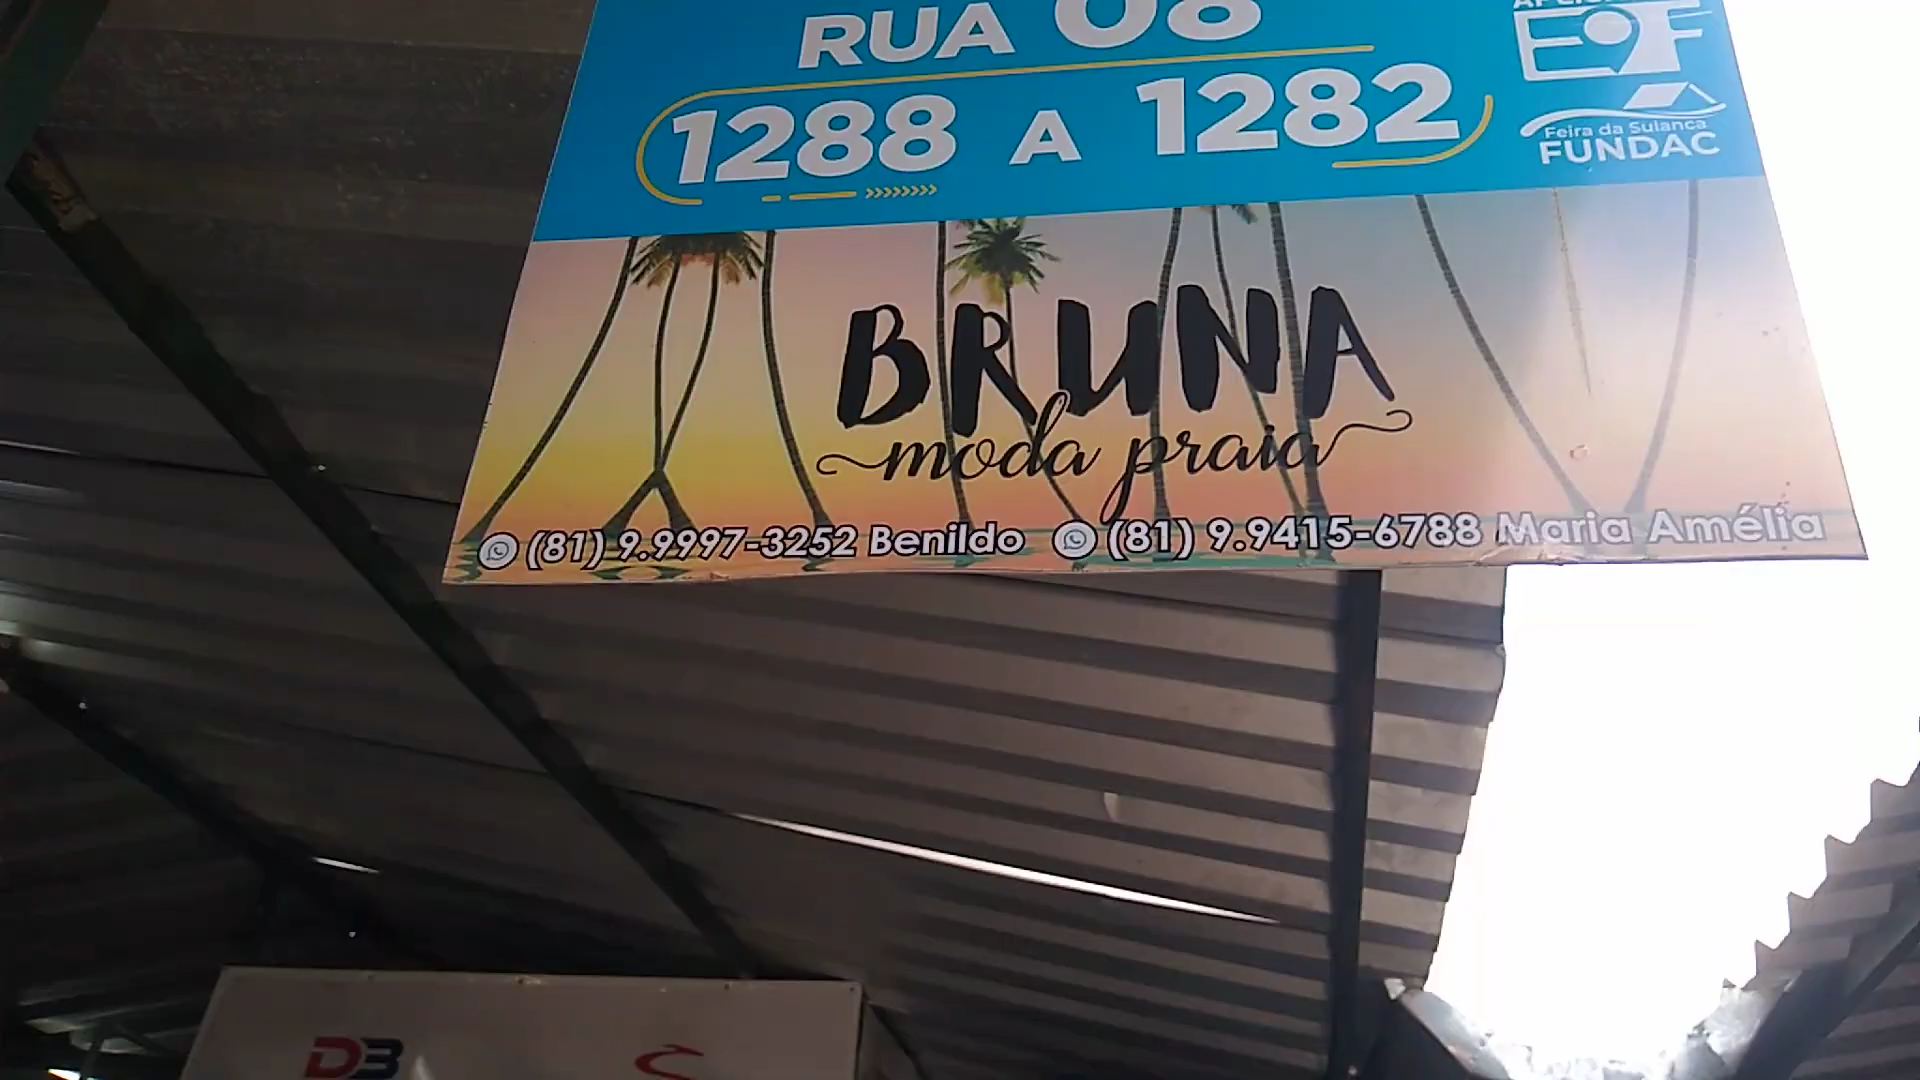 RUA 08
1288 A 1282
Feira da Sulanca
FUNDAC
BRUNA
moda praia
(81) 9.9997-3252 Benildo (81) 9.9415-6788 Maria Amélia
DB